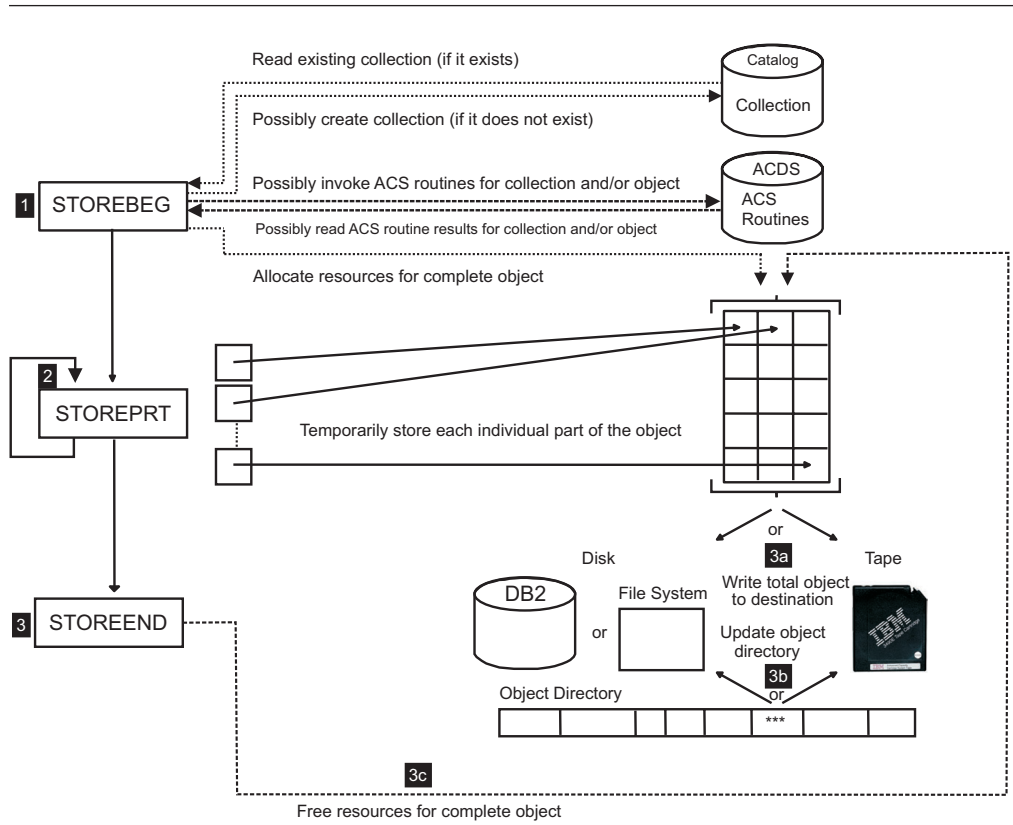 Read existing collection (if it exists)
Catalog
Collection
Possibly create collection (if it does not exist)
ACDS
ACS
Routines
Possibly invoke ACS routines for collection and/or object
1
STOREBEG
Possibly read ACS routine results for collection and/or object
Allocate resources for complete object
2
STOREPRT
Temporarily store each individual part of the object
or
3a
Disk
Tape
Write total object
to destination
DB2
File System
or
Update object
directory
IBM
3
STOREEND
3b
or
Object Directory
***
3c
Free resources for complete object